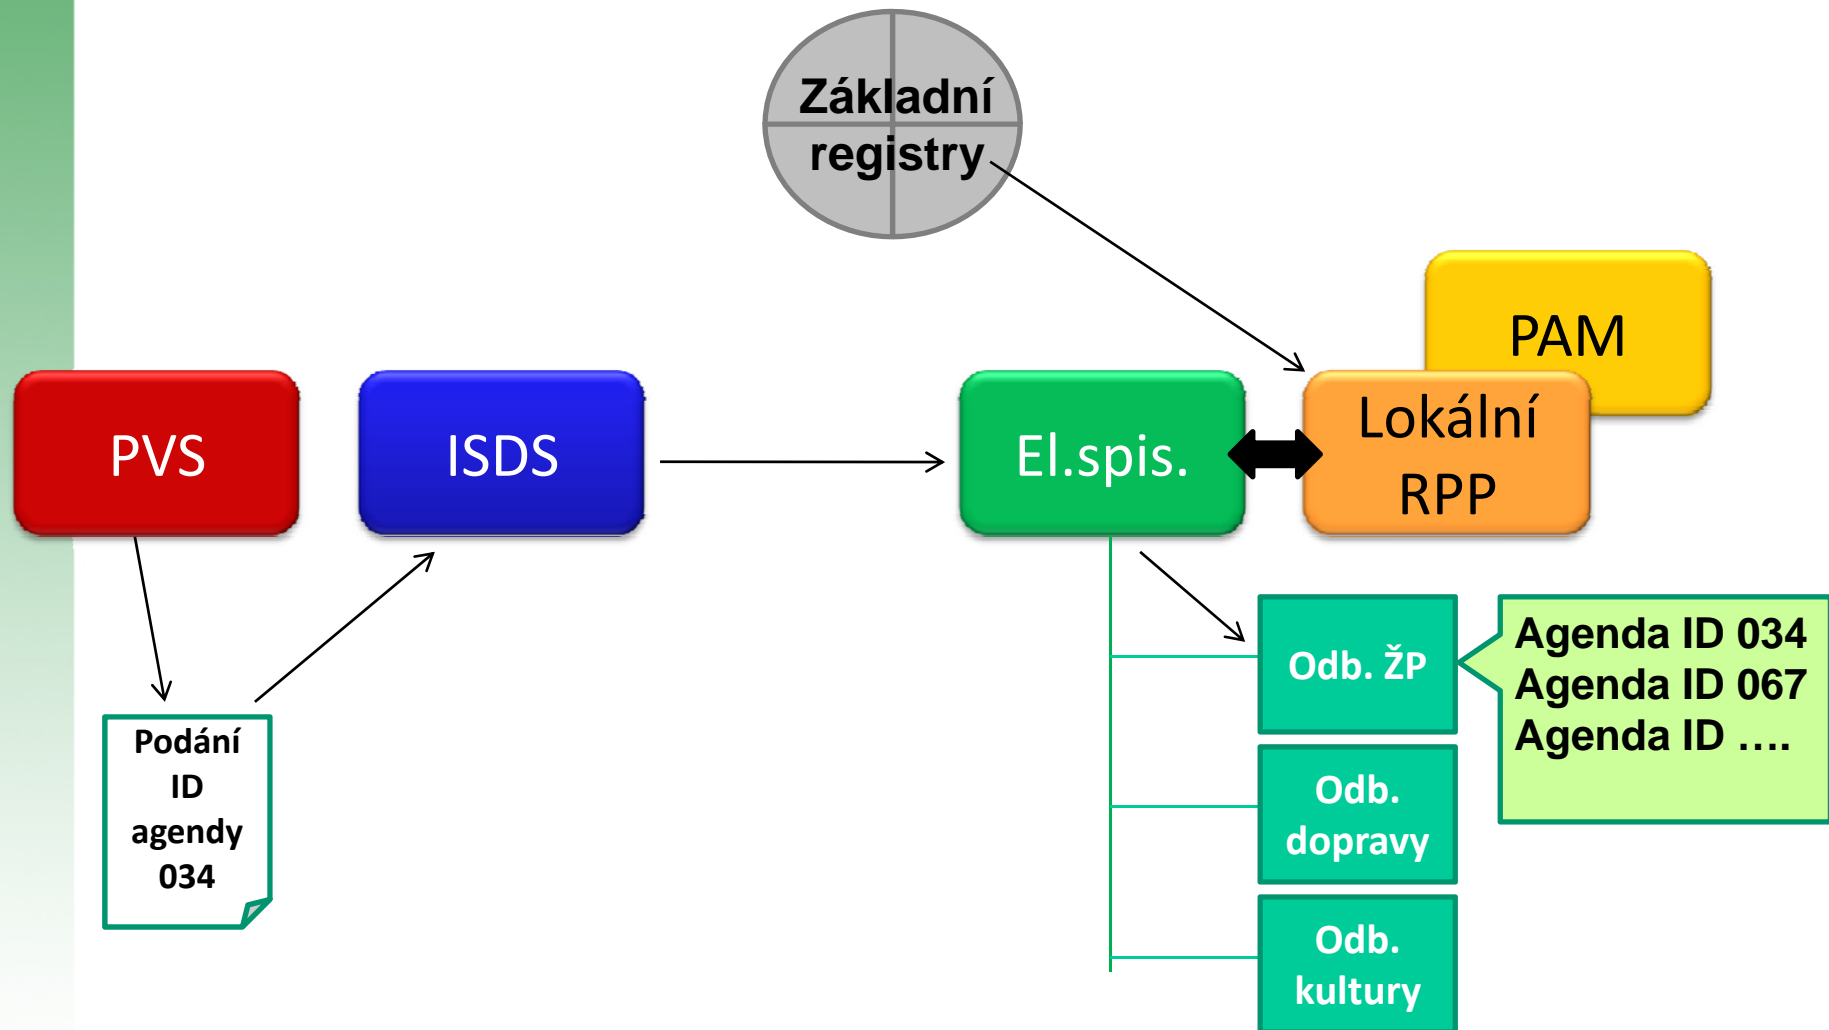 Základní
registry
PAM
PVS
ISDS
El.spis.
Lokální
RPP
Podání
ID
agendy
034
Odb. ŽP
Agenda ID 034
Agenda ID 067
Agenda ID ….
Odb.
dopravy
Odb.
kultury